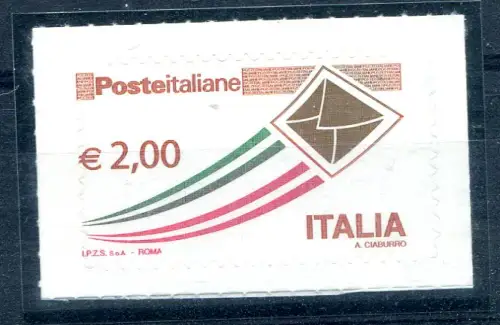 Posteitaliane
€ 2,00
ITALIA
A. CIABURRO
I.P.Z.S. S.p.A. - ROMA